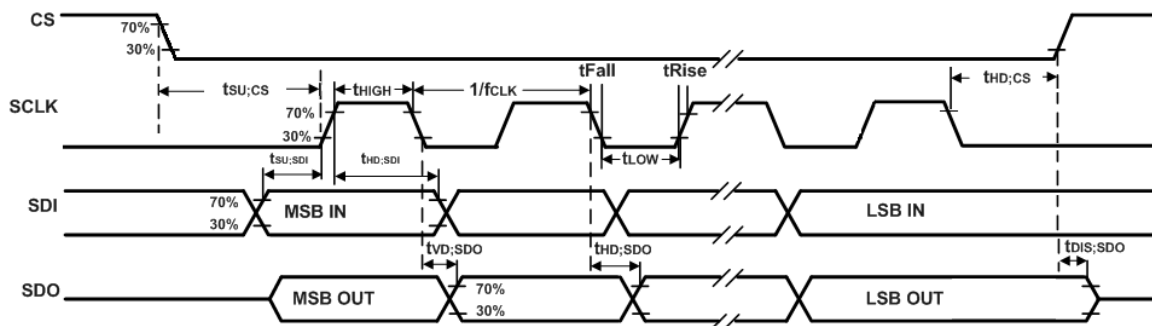 CS
70%
30%
tSU;CS
tHIGH
1/fCLK
tFall
tRise
tHD;CS
SCLK
70%
30%
tSU;SDI
tHD;SDI
tLOW
SDI
70%
30%
MSB IN
LSB IN
tVD;SDO
tHD;SDO
tDIS;SDO
SDO
MSB OUT
70%
30%
LSB OUT